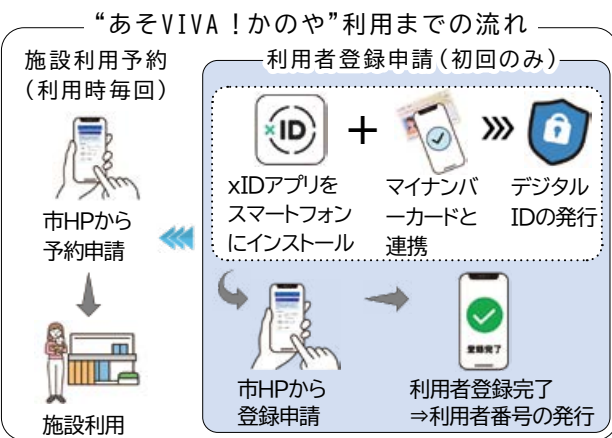 “あそVIVA！かのや”利用までの流れ
施設利用予約
（利用時毎回）
市HPから
予約申請
施設利用
利用者登録申請（初回のみ）
×ID
+
xIDアプリを
スマートフォン
にインストール
マイナンバ
ーカードと
連携
デジタル
IDの発行
市HPから
登録申請
登録完了
利用者登録完了
⇒利用者番号の発行